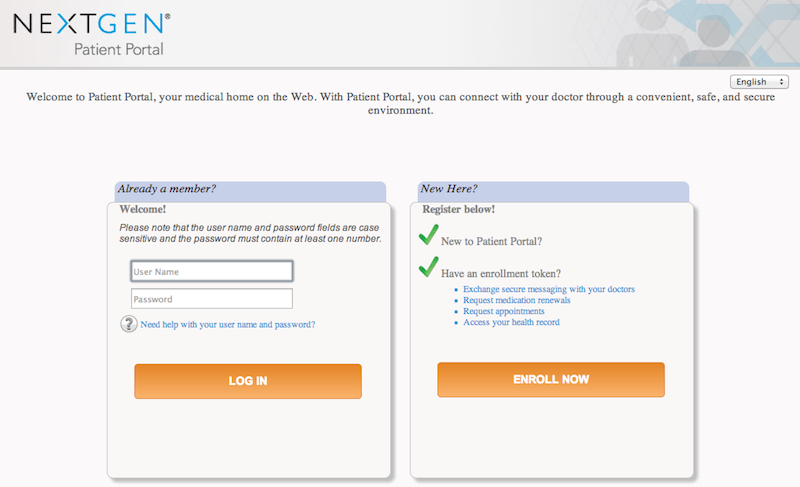 NEXTGEN®
Patient Portal
English
Welcome to Patient Portal, your medical home on the Web. With Patient Portal, you can connect with your doctor through a convenient, safe, and secure
environment.
Already a member?
Welcome!
Please note that the user name and password fields are case
sensitive and the password must contain at least one number.
User Name
Password
? Need help with your user name and password?
LOG IN
New Here?
Register below!
New to Patient Portal?
Have an enrollment token?
Exchange secure messaging with your doctors
Request medication renewals
Request appointments
Access your health record
ENROLL NOW